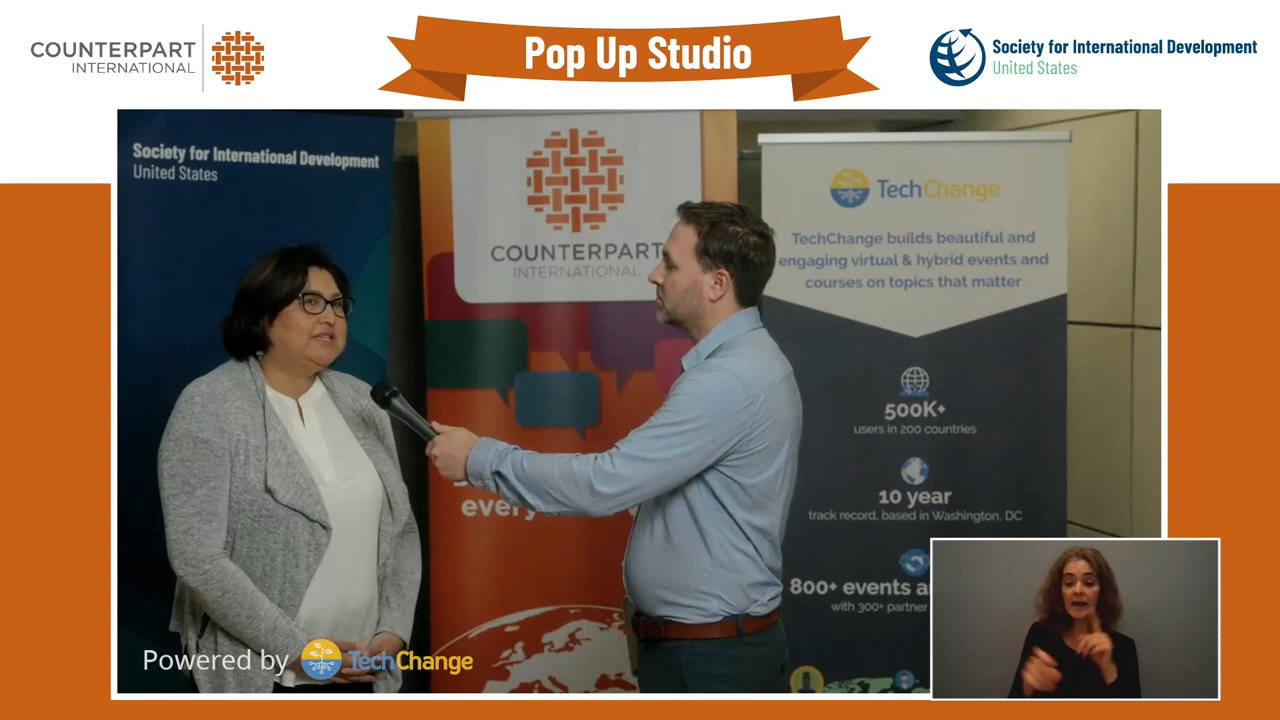 COUNTERPART
INTERNATIONAL
Pop Up Studio
Society for International Development
United States
Society for International Development
United States
COUNTERPART
INTERNATIONAL
every
TechChange
TechChange builds beautiful and
engaging virtual & hybrid events and
courses on topics that matter
500K+
users in 200 countries
10 year
track record, based in Washington, DC
800+ events
with 300+ partner
Powered by TechChange